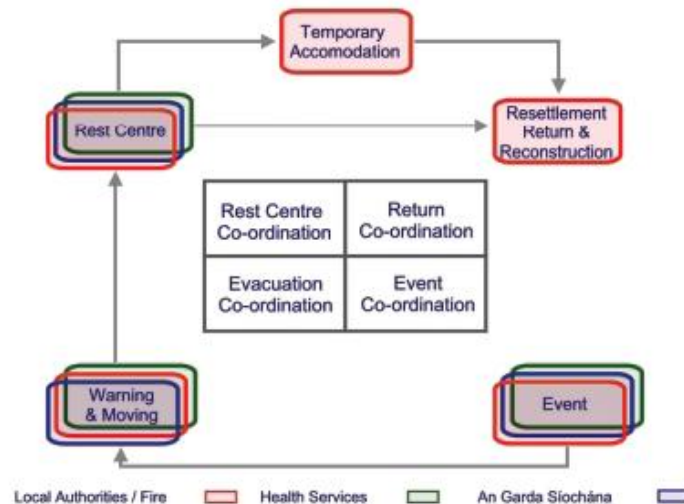 Temporary
Accomodation
Rest Centre
Resettlement
Return &
Reconstruction
Rest Centre
Co-ordination
Return
Co-ordination
Evacuation
Co-ordination
Event
Co-ordination
Warning
& Moving
Event
Local Authorities / Fire
Health Services
An Garda Síochána